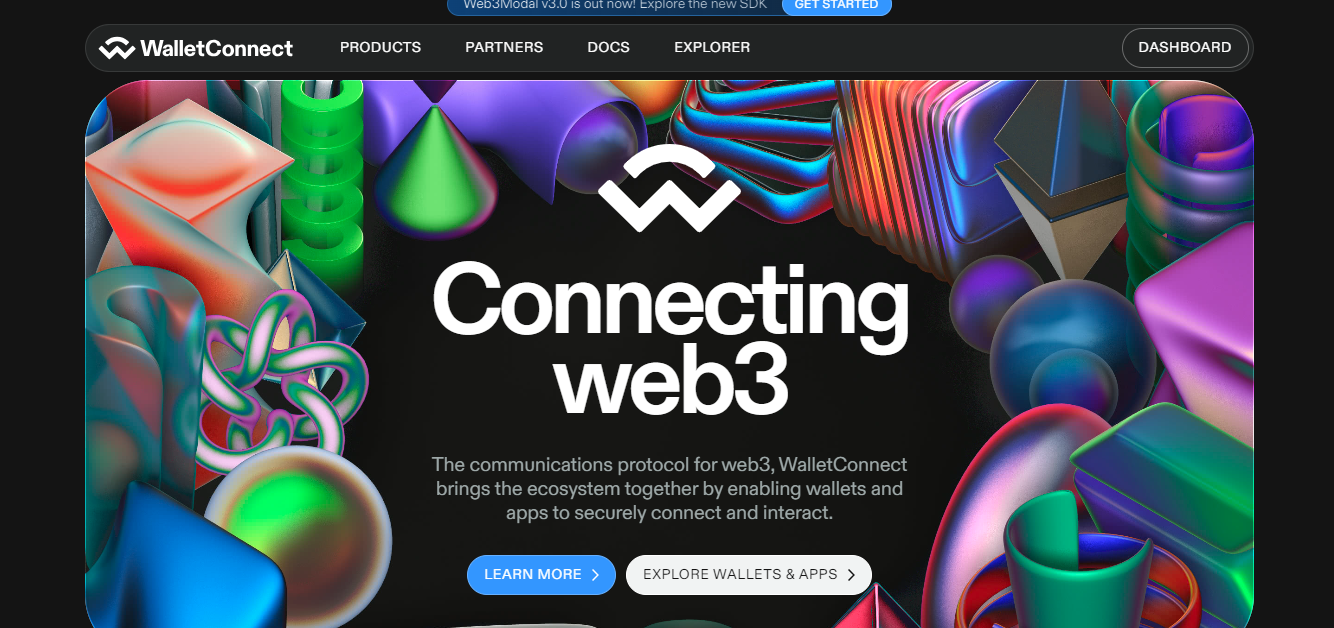 Web3Modal v3.0 is out now! Explore the new SDK GET STARTED
WalletConnect PRODUCTS PARTNERS DOCS EXPLORER DASHBOARD
Connecting
web3
The communications protocol for web3, WalletConnect
brings the ecosystem together by enabling wallets and
apps to securely connect and interact.
LEARN MORE EXPLORE WALLETS & APPS